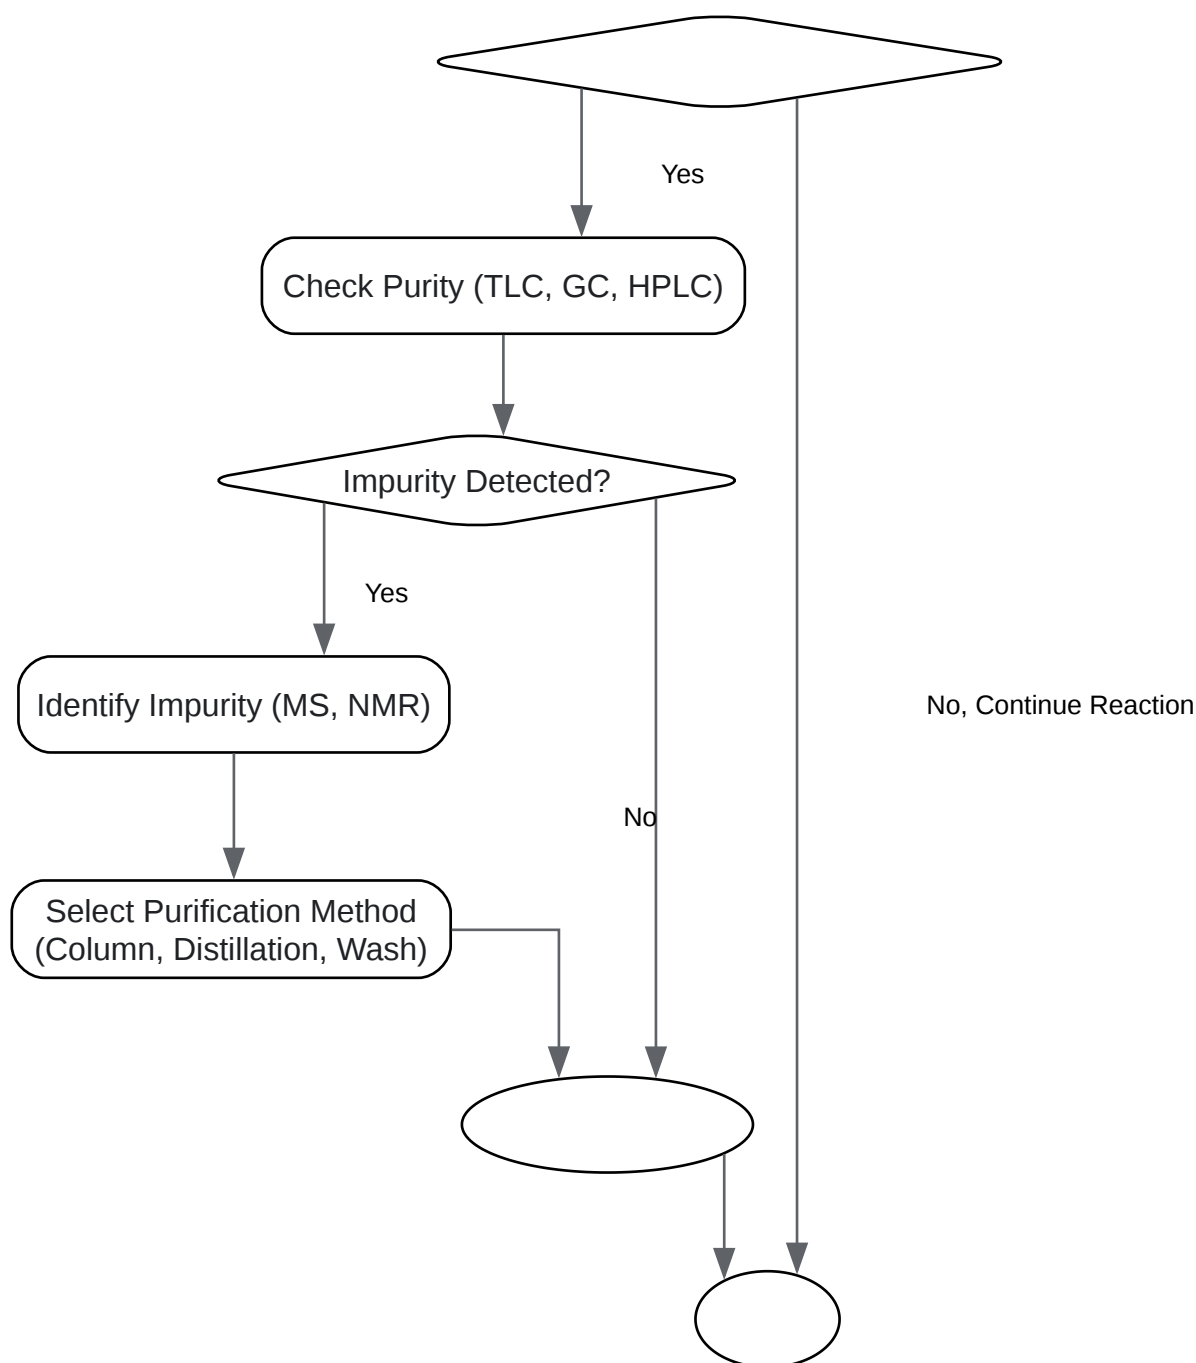 Yes
Check Purity (TLC, GC, HPLC)
Impurity Detected?
Yes
Identify Impurity (MS, NMR)
No, Continue Reaction
No
Select Purification Method
(Column, Distillation, Wash)